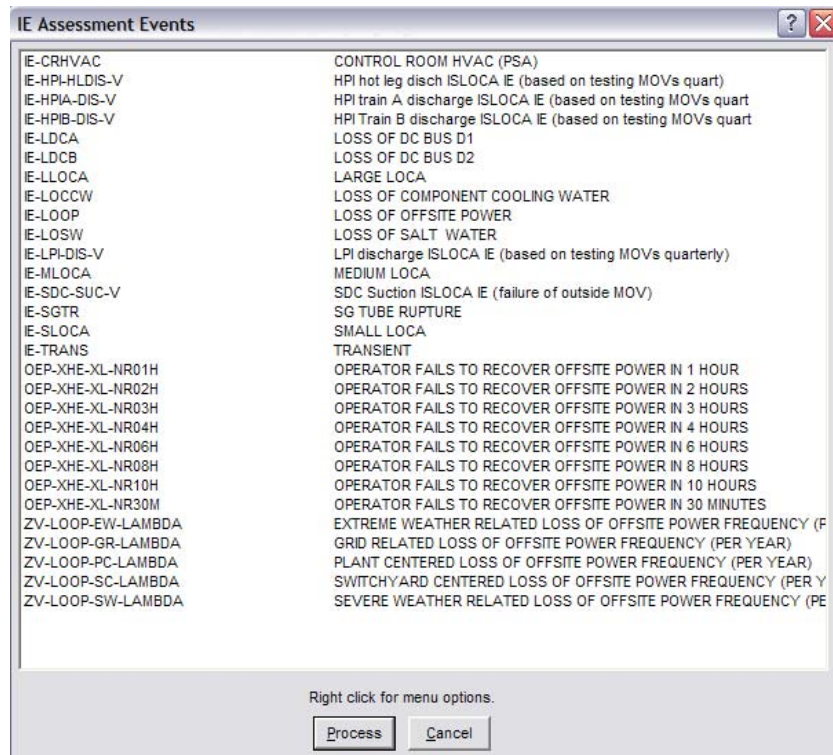 IE Assessment Events
IE-CRHVAC CONTROL ROOM HVAC (PSA)
IE-HPI-HLDIS-V HPI hot leg disch ISLOCA IE (based on testing MOVs quart)
IE-HPIA-DIS-V HPI train A discharge ISLOCA IE (based on testing MOVs quart
IE-HPIB-DIS-V HPI Train B discharge ISLOCA IE (based on testing MOVs quart
IE-LDCA LOSS OF DC BUS D1
IE-LDCB LOSS OF DC BUS D2
IE-LLOCA LARGE LOCA
IE-LOCCW LOSS OF COMPONENT COOLING WATER
IE-LOOP LOSS OF OFFSITE POWER
IE-LOSW LOSS OF SALT WATER
IE-LPI-DIS-V LPI discharge ISLOCA IE (based on testing MOVs quarterly)
IE-MLOCA MEDIUM LOCA
IE-SDC-SUC-V SDC Suction ISLOCA IE (failure of outside MOV)
IE-SGTR SG TUBE RUPTURE
IE-SLOCA SMALL LOCA
IE-TRANS TRANSIENT
OEP-XHE-XL-NR01H OPERATOR FAILS TO RECOVER OFFSITE POWER IN 1 HOUR
OEP-XHE-XL-NR02H OPERATOR FAILS TO RECOVER OFFSITE POWER IN 2 HOURS
OEP-XHE-XL-NR03H OPERATOR FAILS TO RECOVER OFFSITE POWER IN 3 HOURS
OEP-XHE-XL-NR04H OPERATOR FAILS TO RECOVER OFFSITE POWER IN 4 HOURS
OEP-XHE-XL-NR06H OPERATOR FAILS TO RECOVER OFFSITE POWER IN 6 HOURS
OEP-XHE-XL-NR08H OPERATOR FAILS TO RECOVER OFFSITE POWER IN 8 HOURS
OEP-XHE-XL-NR10H OPERATOR FAILS TO RECOVER OFFSITE POWER IN 10 HOURS
OEP-XHE-XL-NR30M OPERATOR FAILS TO RECOVER OFFSITE POWER IN 30 MINUTES
ZV-LOOP-EW-LAMBDA EXTREME WEATHER RELATED LOSS OF OFFSITE POWER FREQUENCY (P
ZV-LOOP-GR-LAMBDA GRID RELATED LOSS OF OFFSITE POWER FREQUENCY (PER YEAR)
ZV-LOOP-PC-LAMBDA PLANT CENTERED LOSS OF OFFSITE POWER FREQUENCY (PER YEAR)
ZV-LOOP-SC-LAMBDA SWITCHYARD CENTERED LOSS OF OFFSITE POWER FREQUENCY (PER Y
ZV-LOOP-SW-LAMBDA SEVERE WEATHER RELATED LOSS OF OFFSITE POWER FREQUENCY (PE
Right click for menu options.
Process Cancel